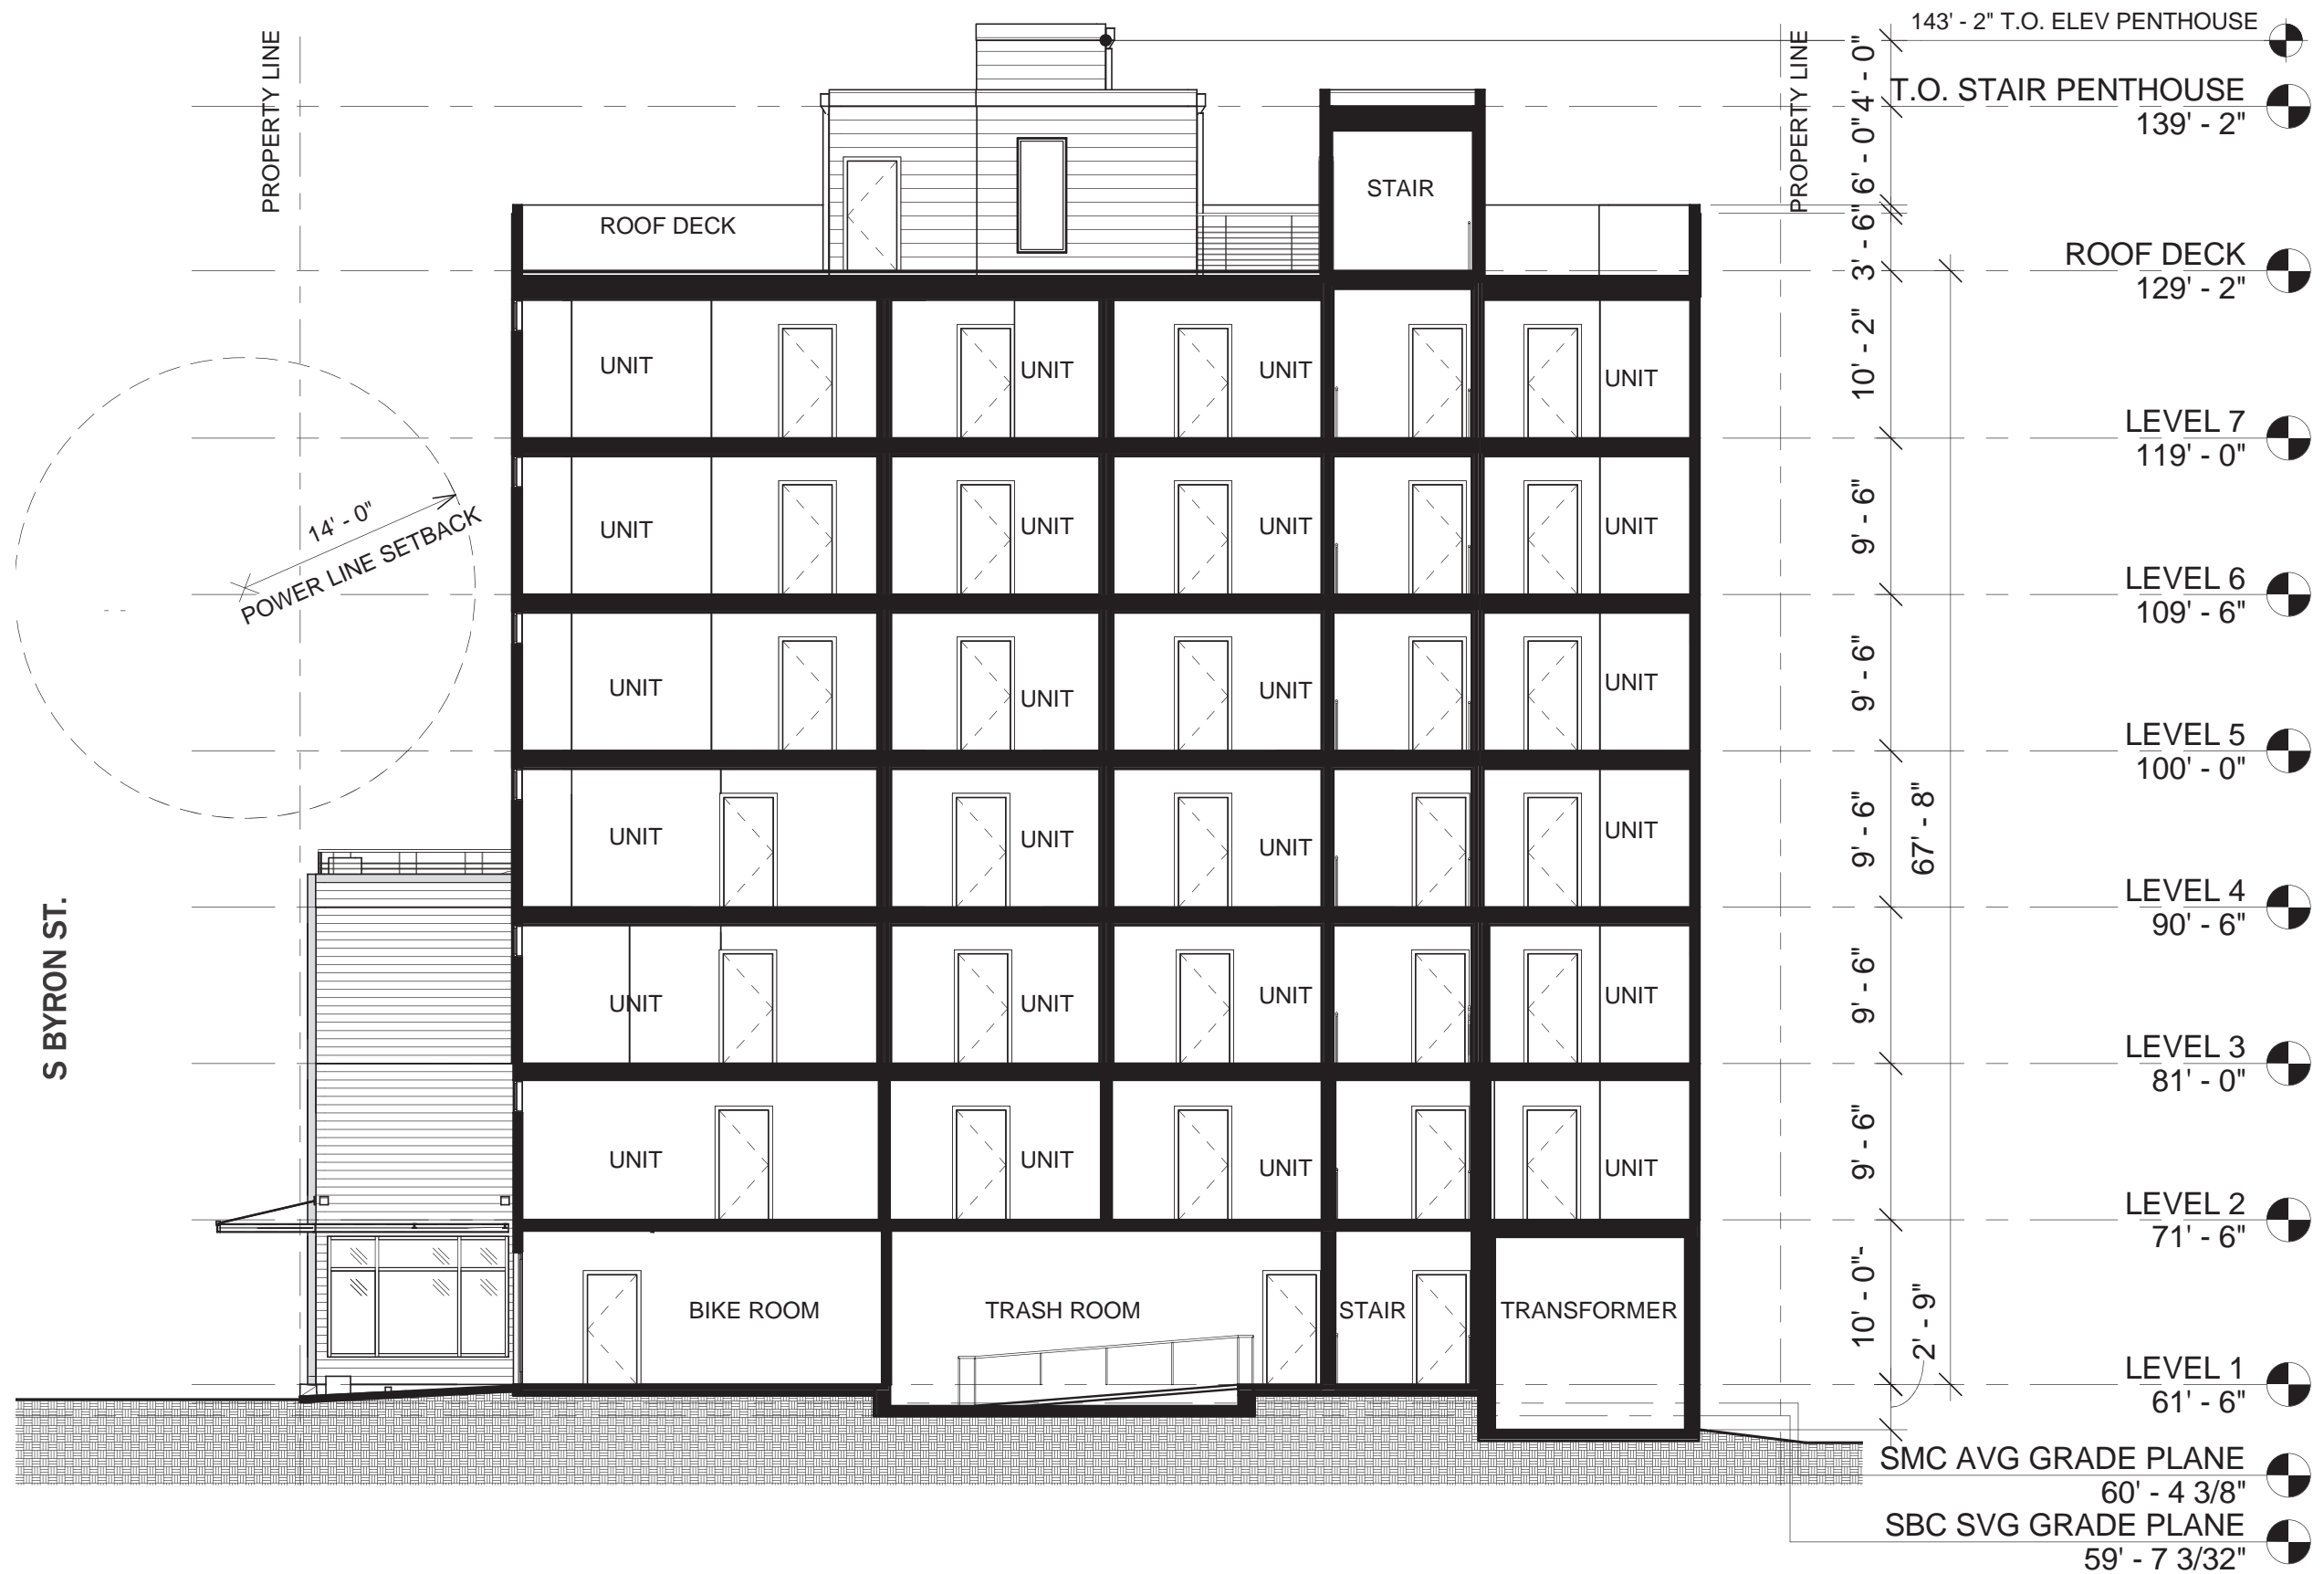 143' - 2" T.O. ELEV PENTHOUSE
PROPERTY LINE
PROPERTY LINE
4' - 0"
T.O. STAIR PENTHOUSE
139' - 2"
6' - 0"
STAIR
ROOF DECK
3' - 6"
ROOF DECK
129' - 2"
10' - 2"
UNIT
UNIT
UNIT
UNIT
LEVEL 7
119' - 0"
14' - 0"
POWER LINE SETBACK
UNIT
UNIT
UNIT
UNIT
9' - 6"
LEVEL 6
109' - 6"
UNIT
UNIT
UNIT
UNIT
9' - 6"
LEVEL 5
100' - 0"
UNIT
UNIT
UNIT
UNIT
9' - 6"
67' - 8"
LEVEL 4
90' - 6"
S BYRON ST.
UNIT
UNIT
UNIT
UNIT
9' - 6"
LEVEL 3
81' - 0"
UNIT
UNIT
UNIT
UNIT
9' - 6"
LEVEL 2
71' - 6"
BIKE ROOM
TRASH ROOM
STAIR
TRANSFORMER
10' - 0"
2' - 9"
LEVEL 1
61' - 6"
SMC AVG GRADE PLANE
60' - 4 3/8"
SBC SVG GRADE PLANE
59' - 7 3/32"